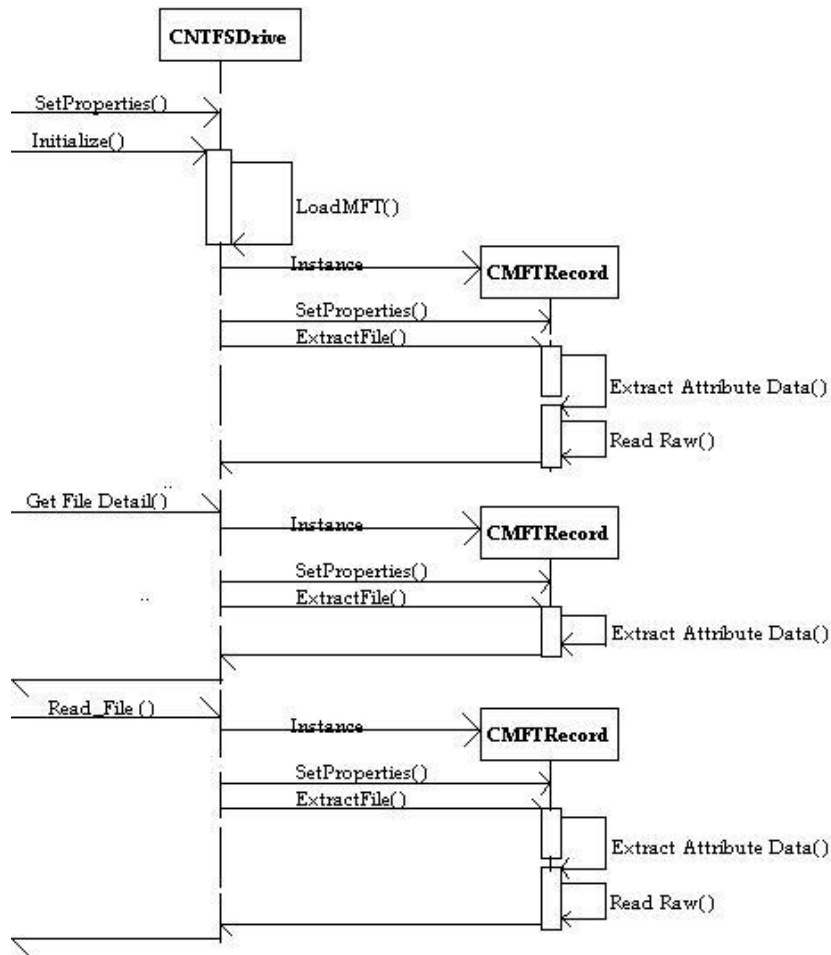 CNTFSDrive
SetProperties()
Initialize()
LoadMFT()
Instance
CMFTRecord
SetProperties()
ExtractFile()
Extract Attribute Data()
Read Raw()
Get File Detail()
Instance
CMFTRecord
SetProperties()
ExtractFile()
Extract Attribute Data()
Read_File ()
Instance
CMFTRecord
SetProperties()
ExtractFile()
Extract Attribute Data()
Read Raw()